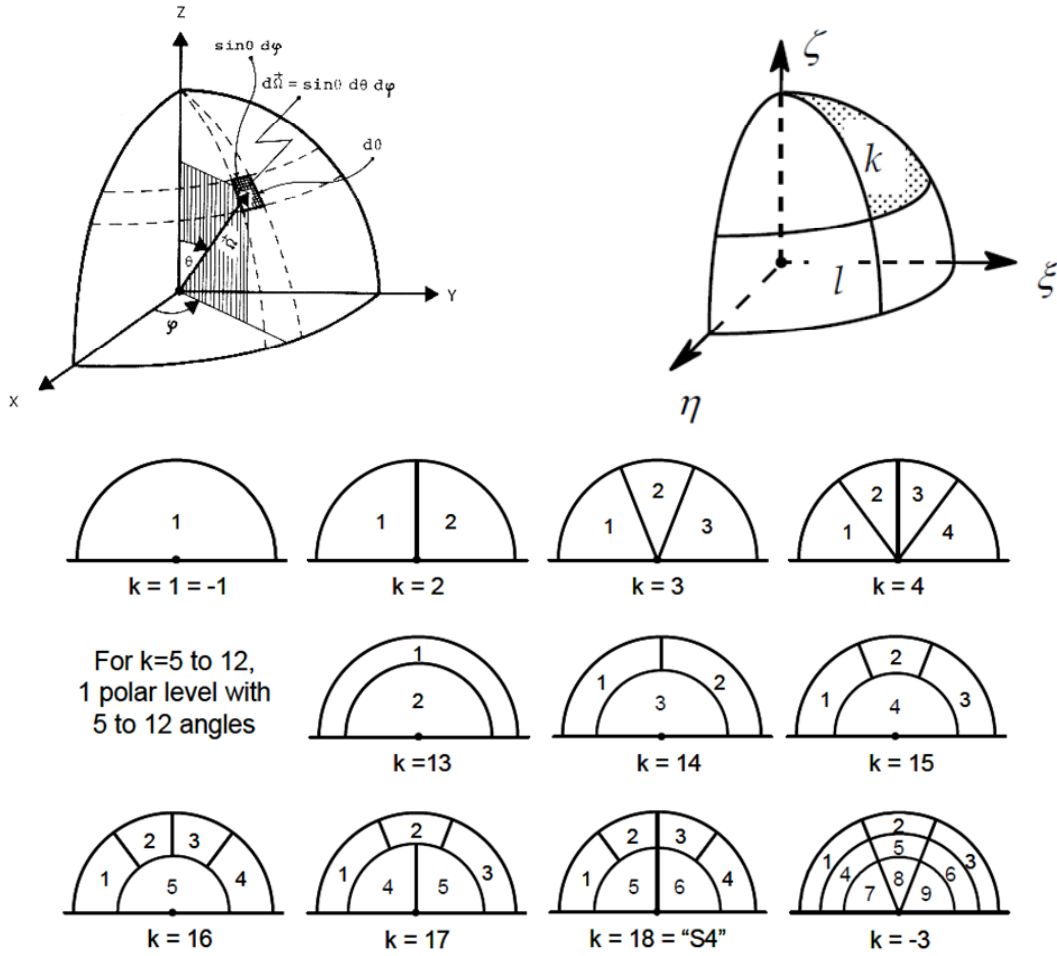 Z
sinθ dφ
dΩ⃗ = sinθ dθ dφ
dθ
θ
Ω⃗
Y
φ
X
ζ
k
l
ξ
η
1
k = 1 = -1
1 2
k = 2
1 2 3
k = 3
1 2 3 4
k = 4
For k=5 to 12,
1 polar level with
5 to 12 angles
1
2
k =13
1 2
3
k = 14
1 2 3
4
k = 15
1 2 3 4
5
k = 16
1 2 3
4 5
k = 17
1 2 3 4
5 6
k = 18 = “S4”
1 2 3
4 5 6
7 8 9
k = -3